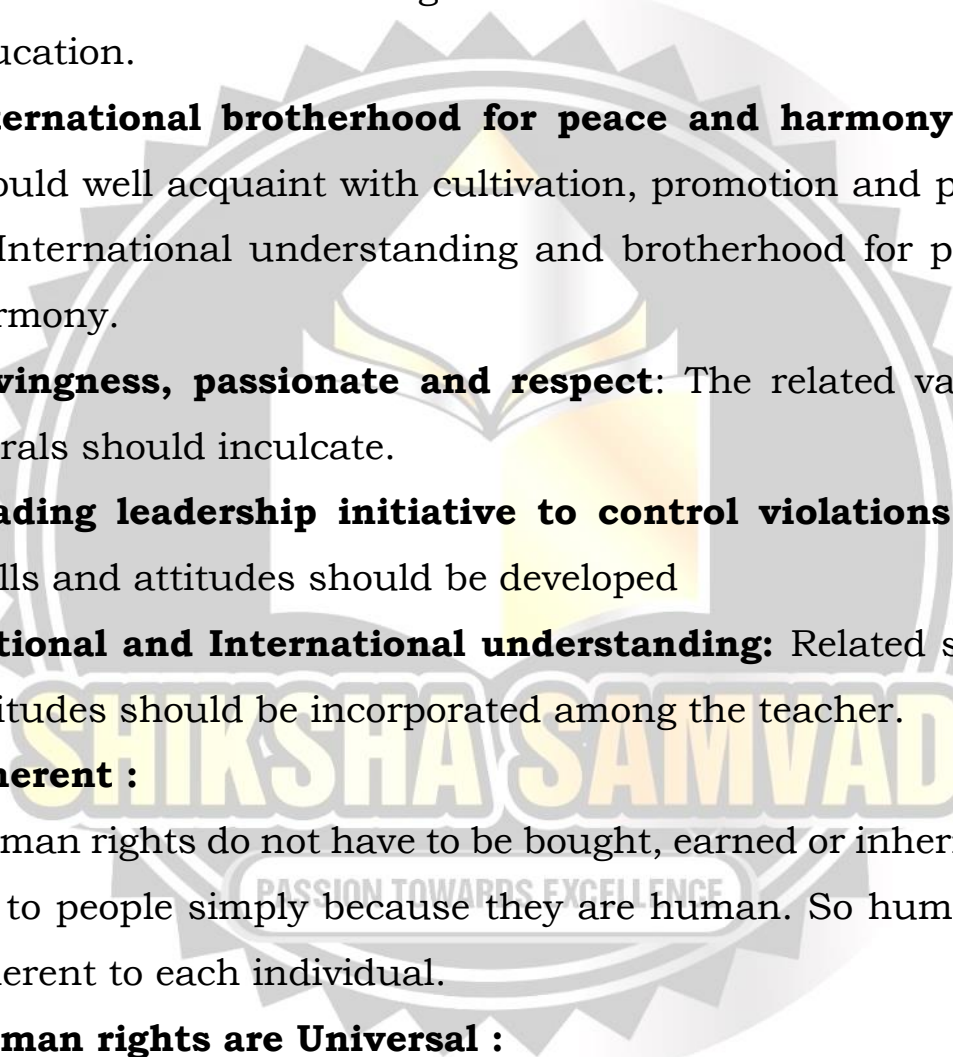 ucation.
ternational brotherhood for peace and harmony
ould well acquaint with cultivation, promotion and p
International understanding and brotherhood for p
rmony.
vingness, passionate and respect: The related va
rals should inculcate.
ading leadership initiative to control violations
lls and attitudes should be developed
tional and International understanding: Related s
itudes should be incorporated among the teacher.
herent :
man rights do not have to be bought, earned or inher
to people simply because they are human. So hum
erent to each individual.
man rights are Universal :
SHIKSHA SAMVAD
PASSION TOWARDS EXCELLENCE